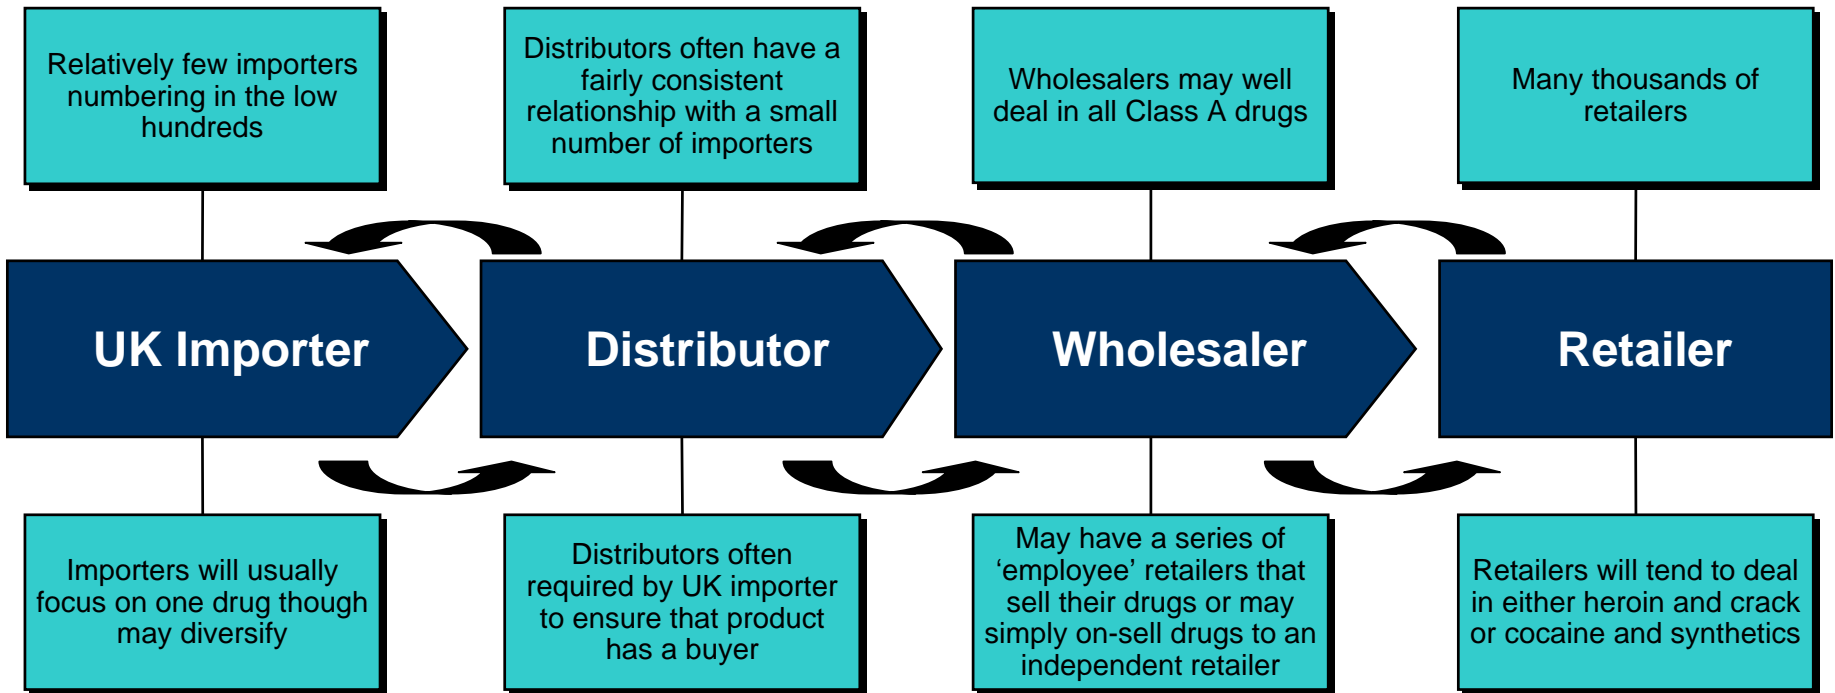 Relatively few importers
numbering in the low
hundreds
Distributors often have a
fairly consistent
relationship with a small
number of importers
Wholesalers may well
deal in all Class A drugs
Many thousands of
retailers
UK Importer
Distributor
Wholesaler
Retailer
Importers will usually
focus on one drug though
may diversify
Distributors often
required by UK importer
to ensure that product
has a buyer
May have a series of
‘employee’ retailers that
sell their drugs or may
simply on-sell drugs to an
independent retailer
Retailers will tend to deal
in either heroin and crack
or cocaine and synthetics